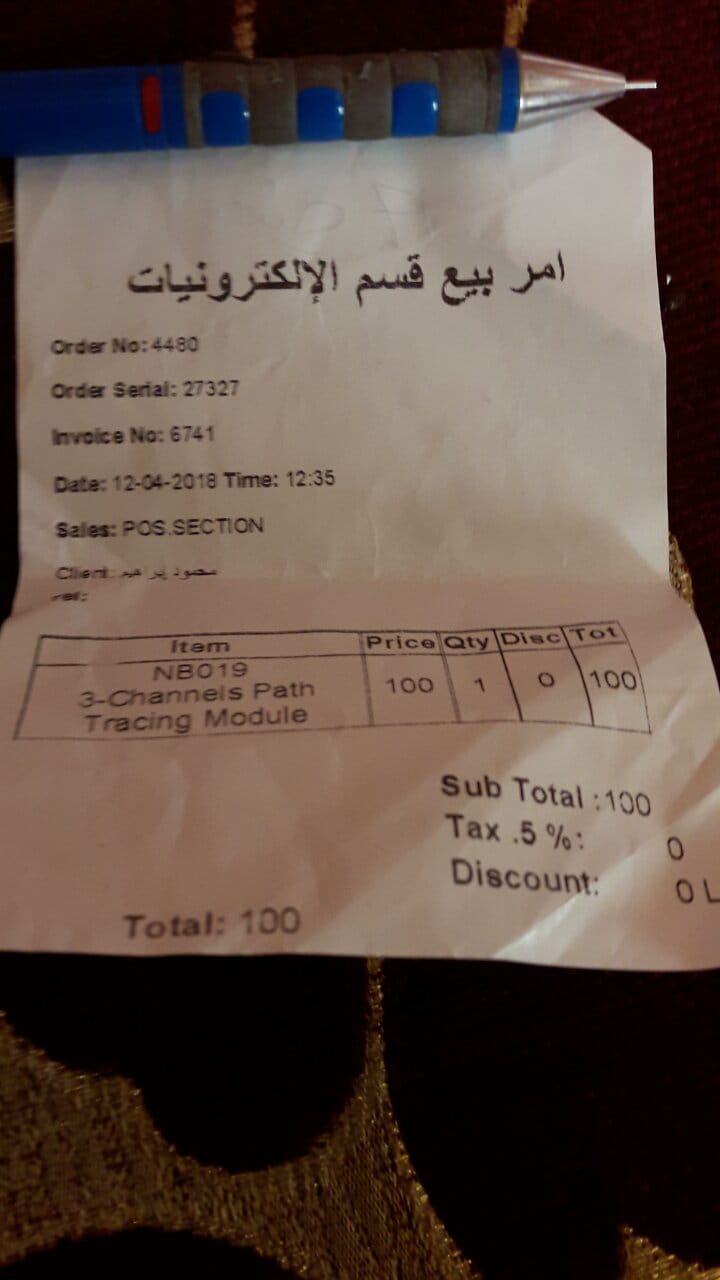 امر بيع قسم الإلكترونيات
Order No: 4480
Order Serial: 27327
Invoice No: 6741
Date: 12-04-2018 Time: 12:35
Sales: POS.SECTION
Client: محمود إبراهيم
ref:
Item Price Qty Disc Tot
NB019
3-Channels Path
Tracing Module
100 1 0 100
Sub Total :100
Tax .5 %: 0
Discount: 0 L
Total: 100